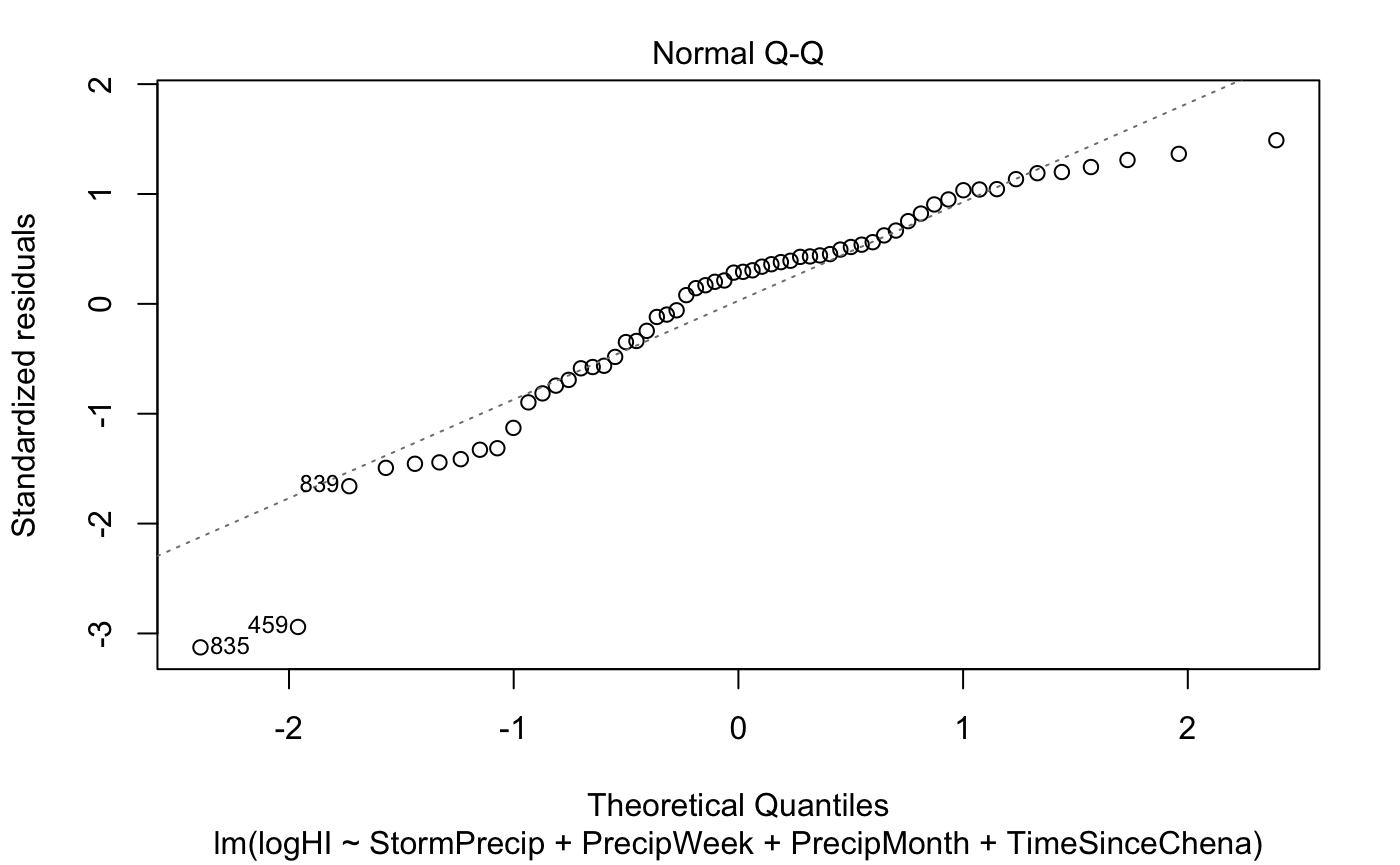 Normal Q-Q
Standardized residuals
2
1
0
-1
-2
-3
839
459
835
-2 -1 0 1 2
Theoretical Quantiles
lm(logHI ~ StormPrecip + PrecipWeek + PrecipMonth + TimeSinceChena)